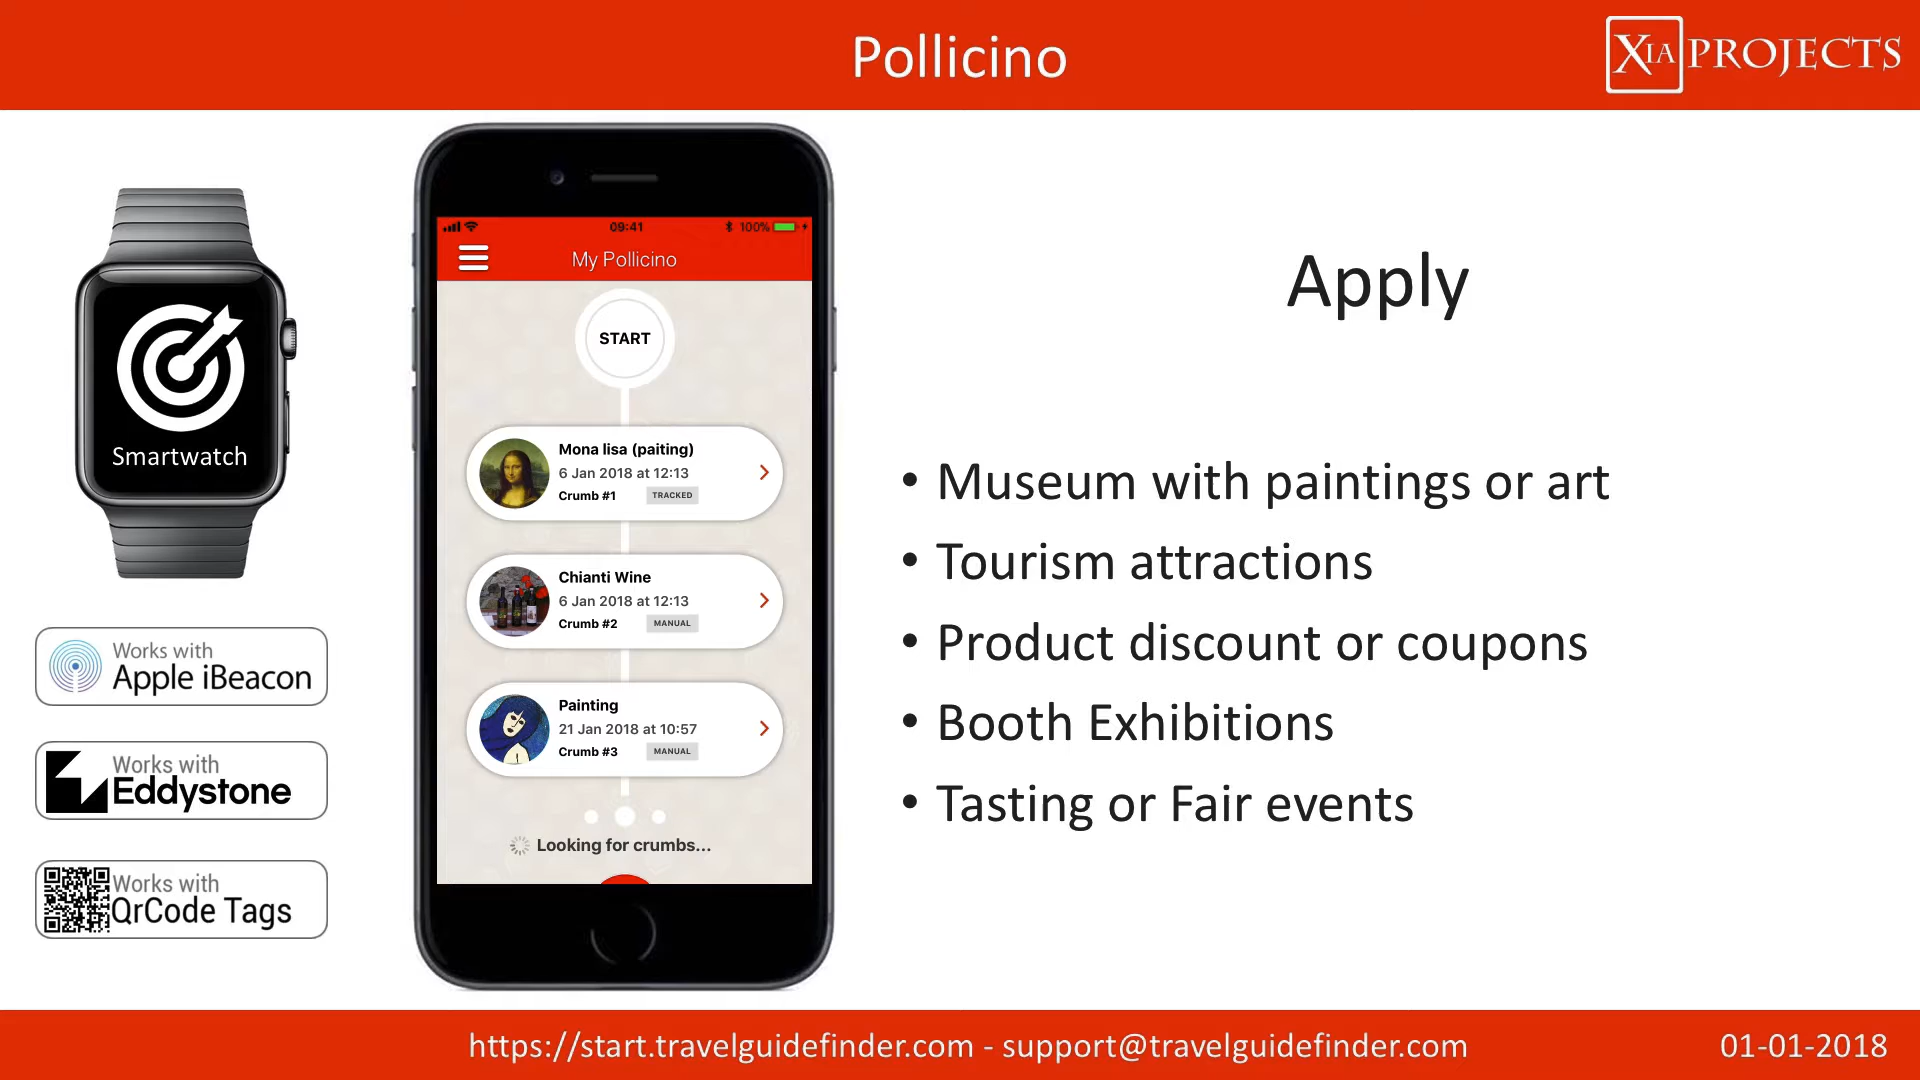 Pollicino
XIA PROJECTS
Smartwatch
Works with
Apple iBeacon
Works with
Eddystone
Works with
QrCode Tags
09:41
100%
My Pollicino
START
Mona lisa (paiting)
6 Jan 2018 at 12:13
Crumb #1 TRACKED
Chianti Wine
6 Jan 2018 at 12:13
Crumb #2 MANUAL
Painting
21 Jan 2018 at 10:57
Crumb #3 MANUAL
Looking for crumbs...
Apply
• Museum with paintings or art
• Tourism attractions
• Product discount or coupons
• Booth Exhibitions
• Tasting or Fair events
https://start.travelguidefinder.com - support@travelguidefinder.com
01-01-2018